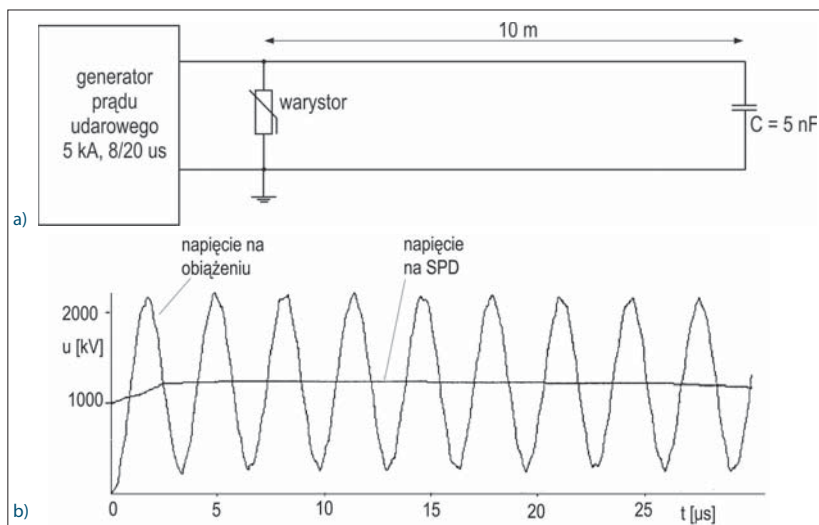 10 m
generator
prądu
udarowego
5 kA, 8/20 us
warystor
C = 5 nF
a)
napięcie na
obiążeniu
napięcie
na SPD
2000
u [kV]
1000
0
5
10
15
20
25
t [µs]
b)